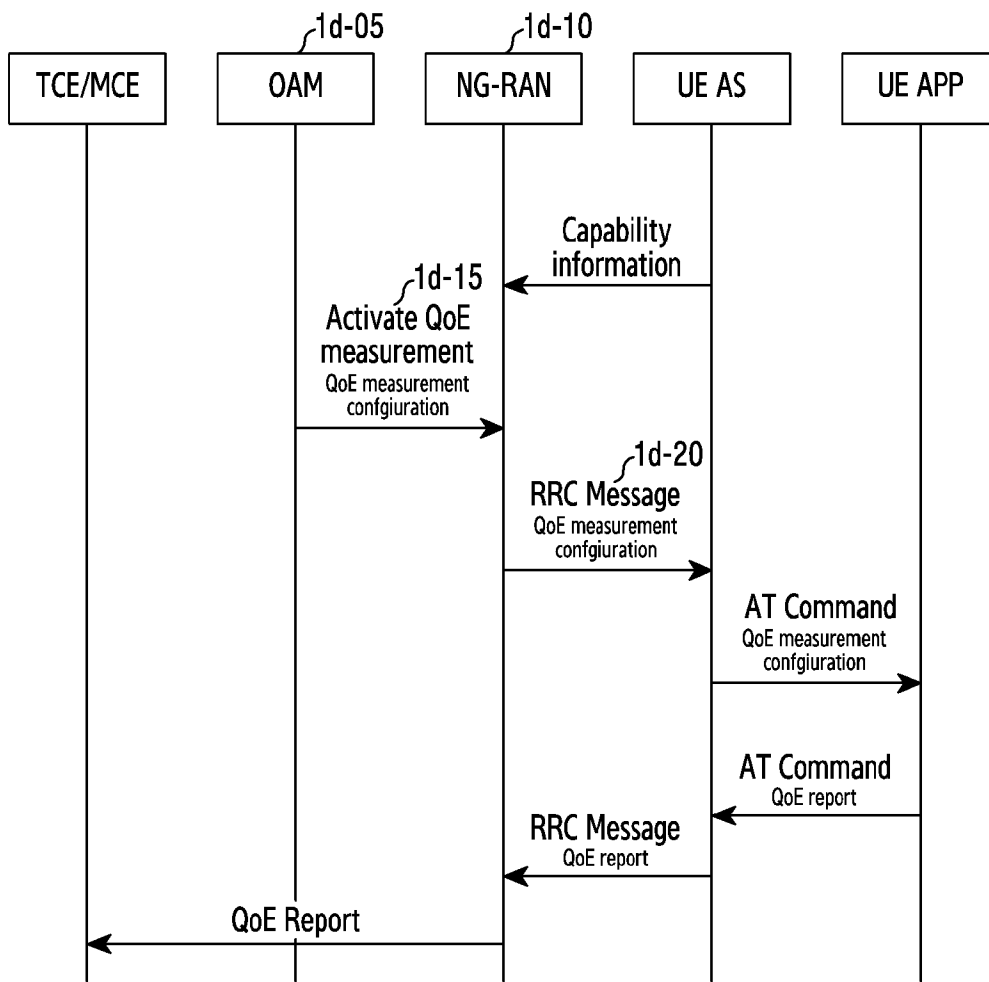 1d-05
1d-10
TCE/MCE
OAM
NG-RAN
UE AS
UE APP
Capability
information
1d-15
Activate QoE
measurement
QoE measurement
confgiuration
1d-20
RRC Message
QoE measurement
confgiuration
AT Command
QoE measurement
confgiuration
AT Command
QoE report
RRC Message
QoE report
QoE Report